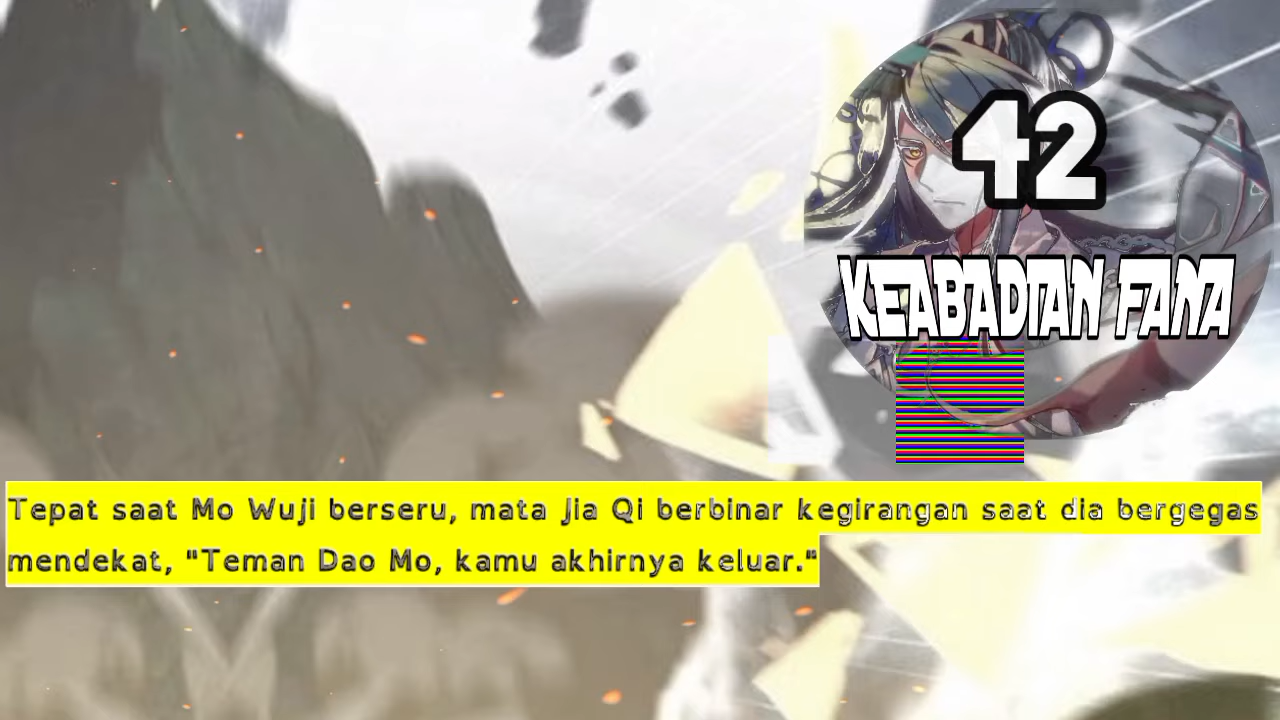 42
KEABADIAN FANA
Tepat saat Mo Wuji berseru, mata Jia Qi berbinar kegirangan saat dia bergegas
mendekat, "Teman Dao Mo, kamu akhirnya keluar."